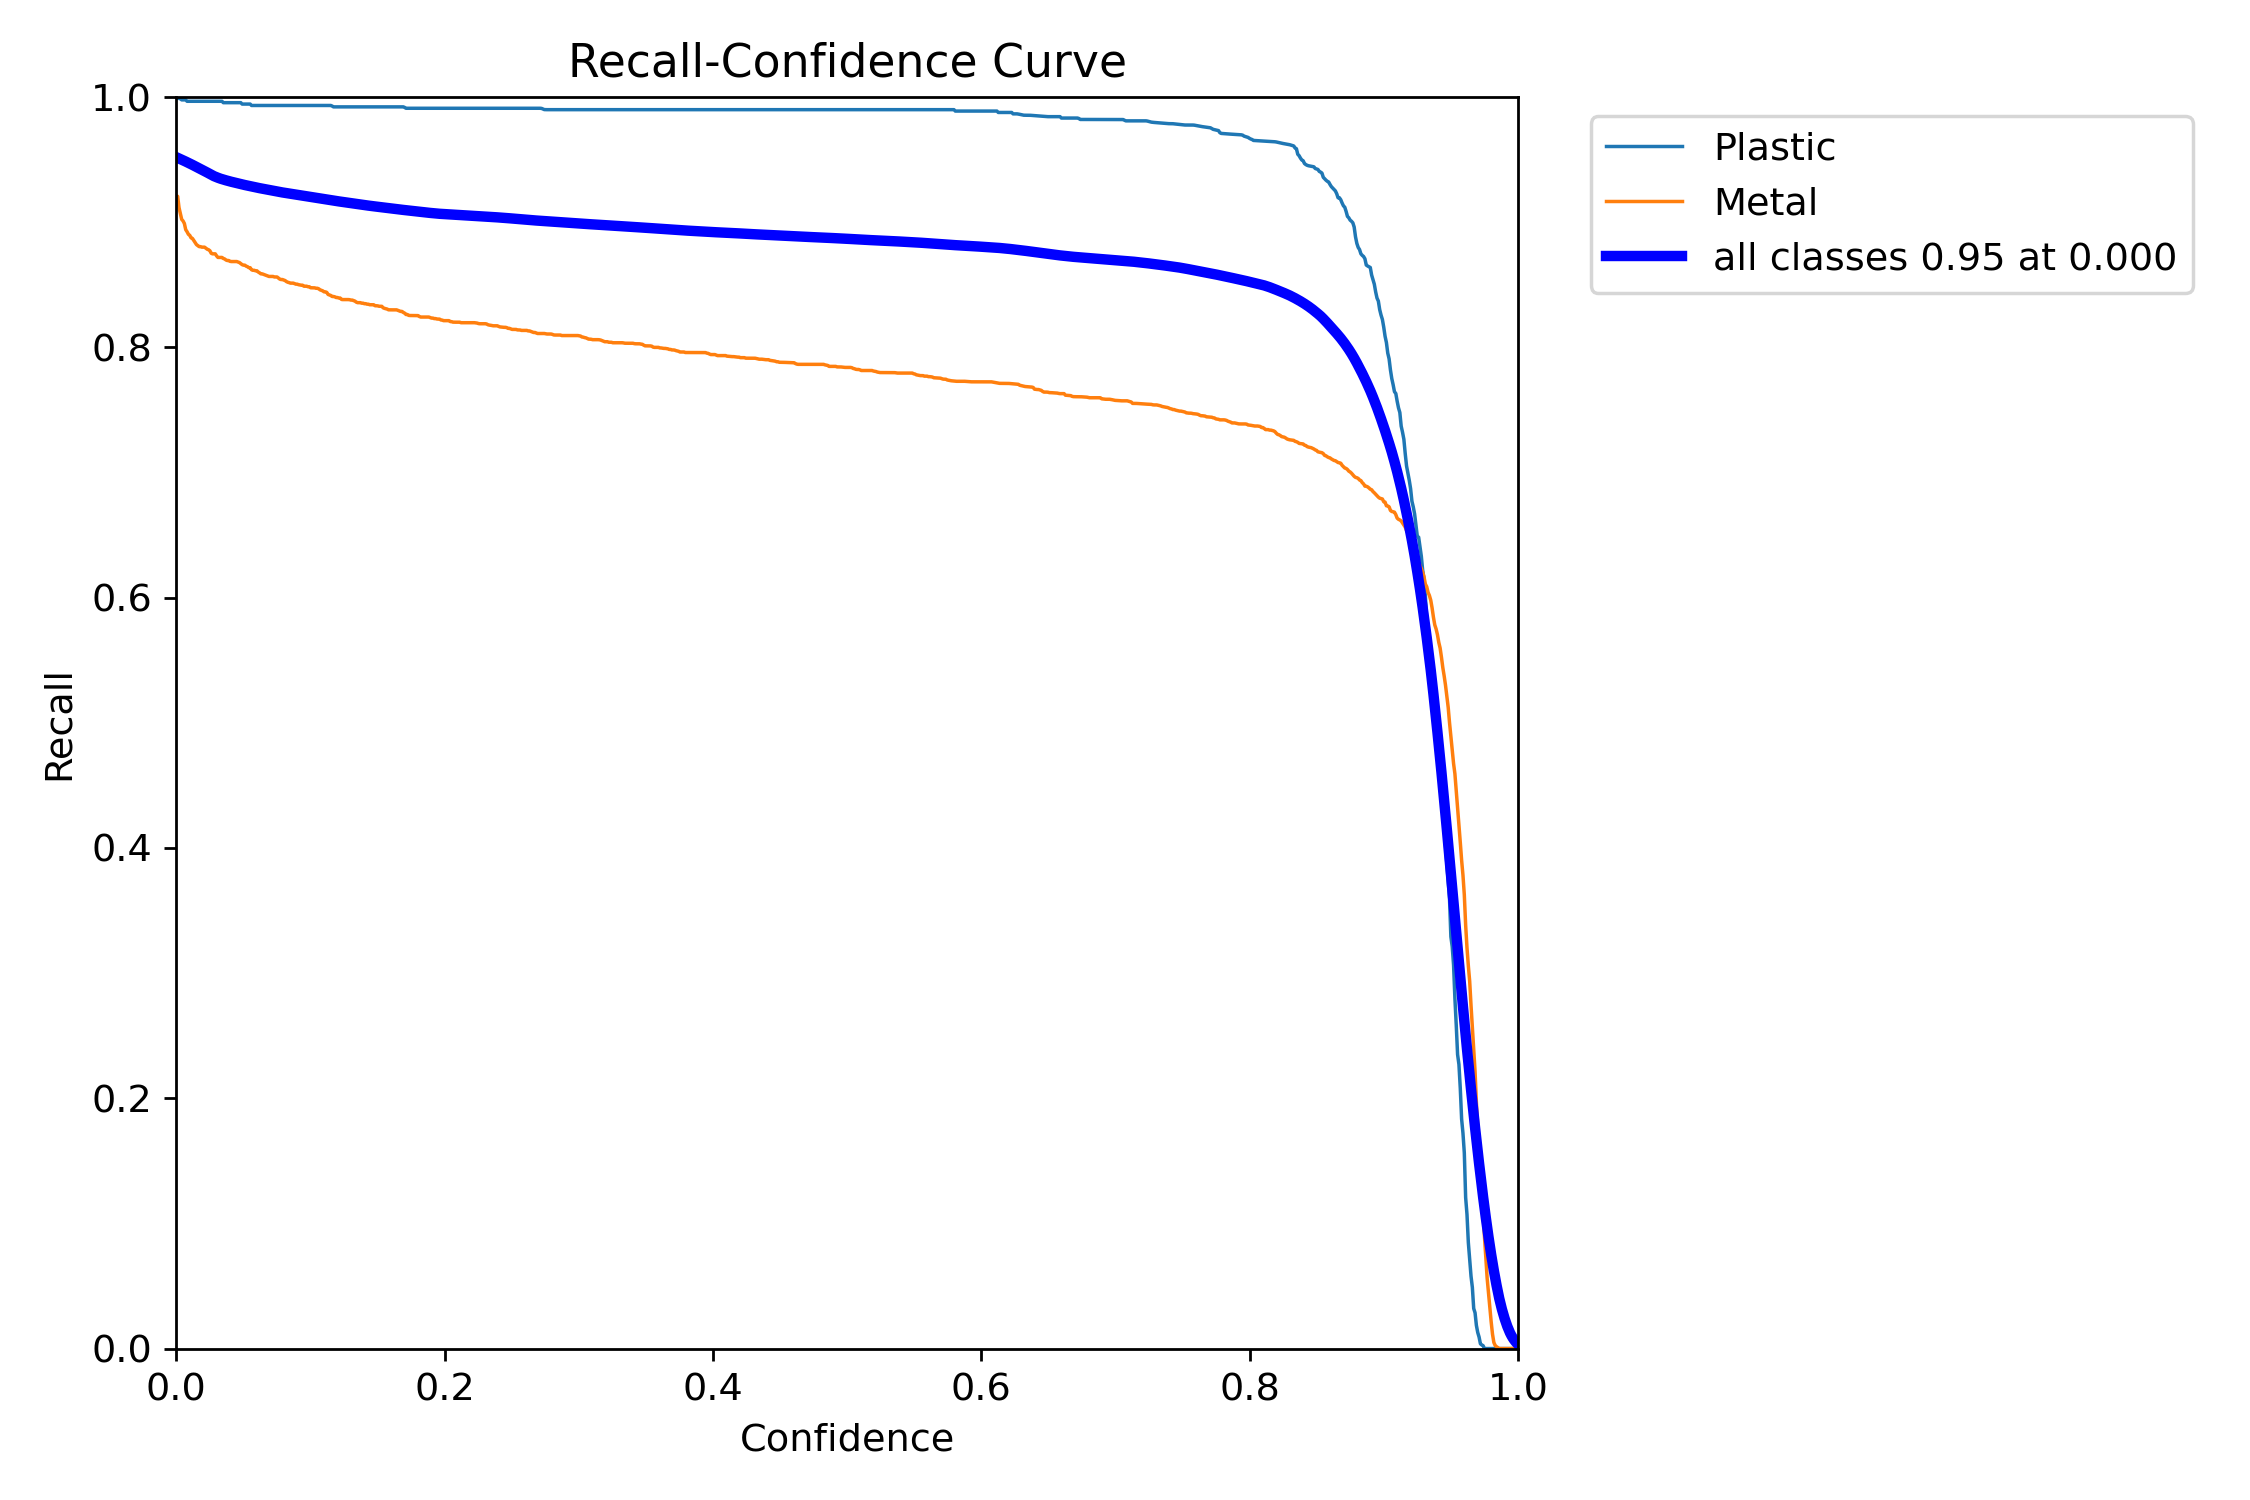 Recall-Confidence Curve
1.0
0.8
0.6
0.4
0.2
0.0
Recall
0.0 0.2 0.4 0.6 0.8 1.0
Confidence
Plastic
Metal
all classes 0.95 at 0.000